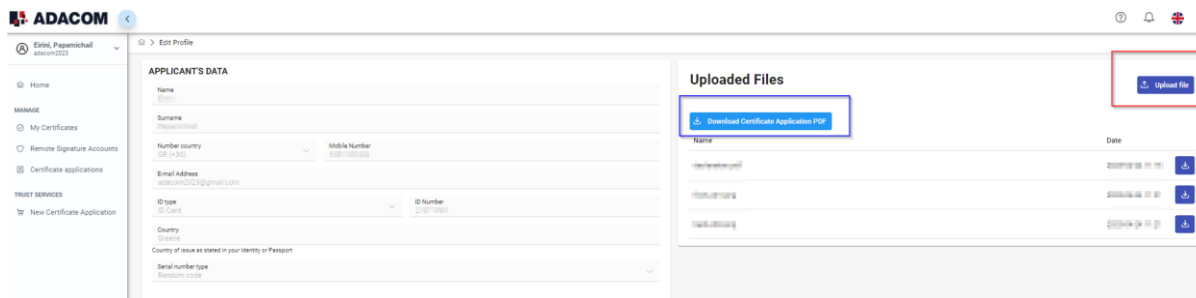 ADACOM
Eirini, Papamichail
adacom2023
Edit Profile
Home
MANAGE
My Certificates
Remote Signature Accounts
Certificate applications
TRUST SERVICES
New Certificate Application
APPLICANT'S DATA
Name
Surname
Number country
GR (+30)
Mobile Number
E-mail Address
adacom2023@gmail.com
ID type
ID Card
ID Number
Country
Greece
Country of issue as stated in your Identity or Passport
Serial number type
Random code
Uploaded Files
Upload file
Download Certificate Application PDF
Name
Date